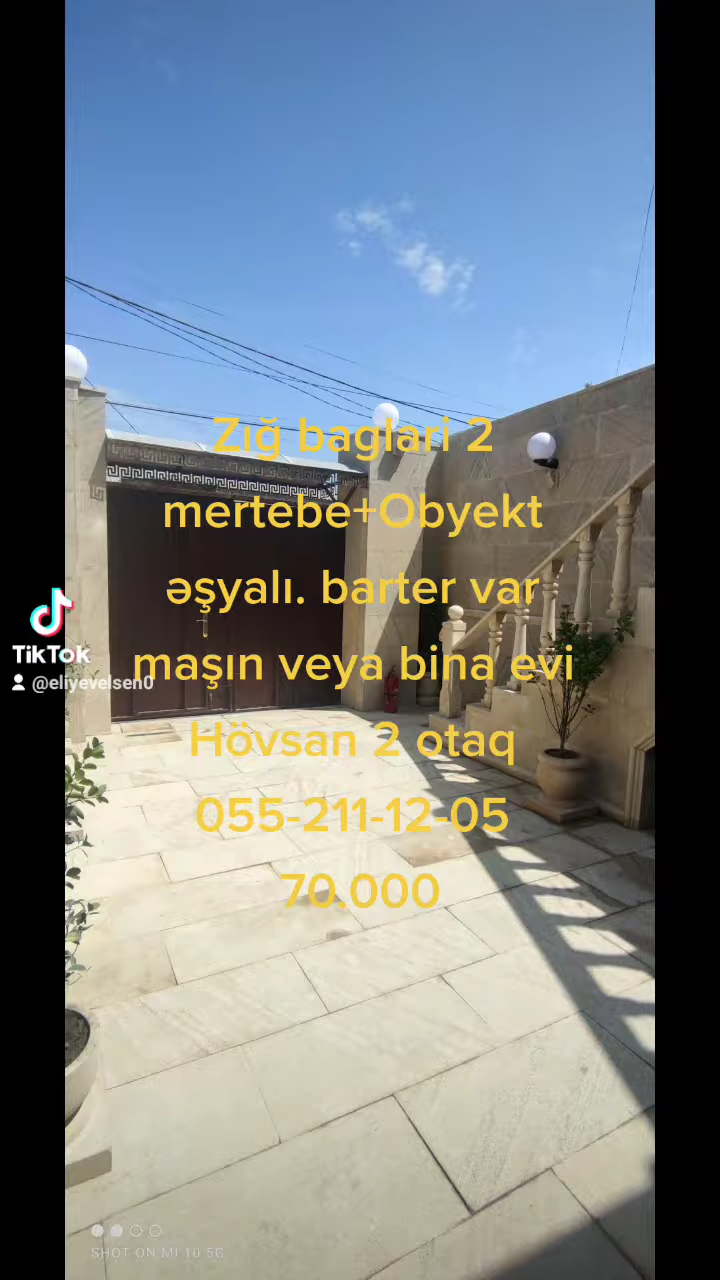 Zığ baglari 2
mertebe+Obyekt
əşyalı. barter var
maşın veya bina evi
Hövsan 2 otaq
055-211-12-05
70.000
TikTok
@eliyevelsen0
SHOT ON MI 10 5G